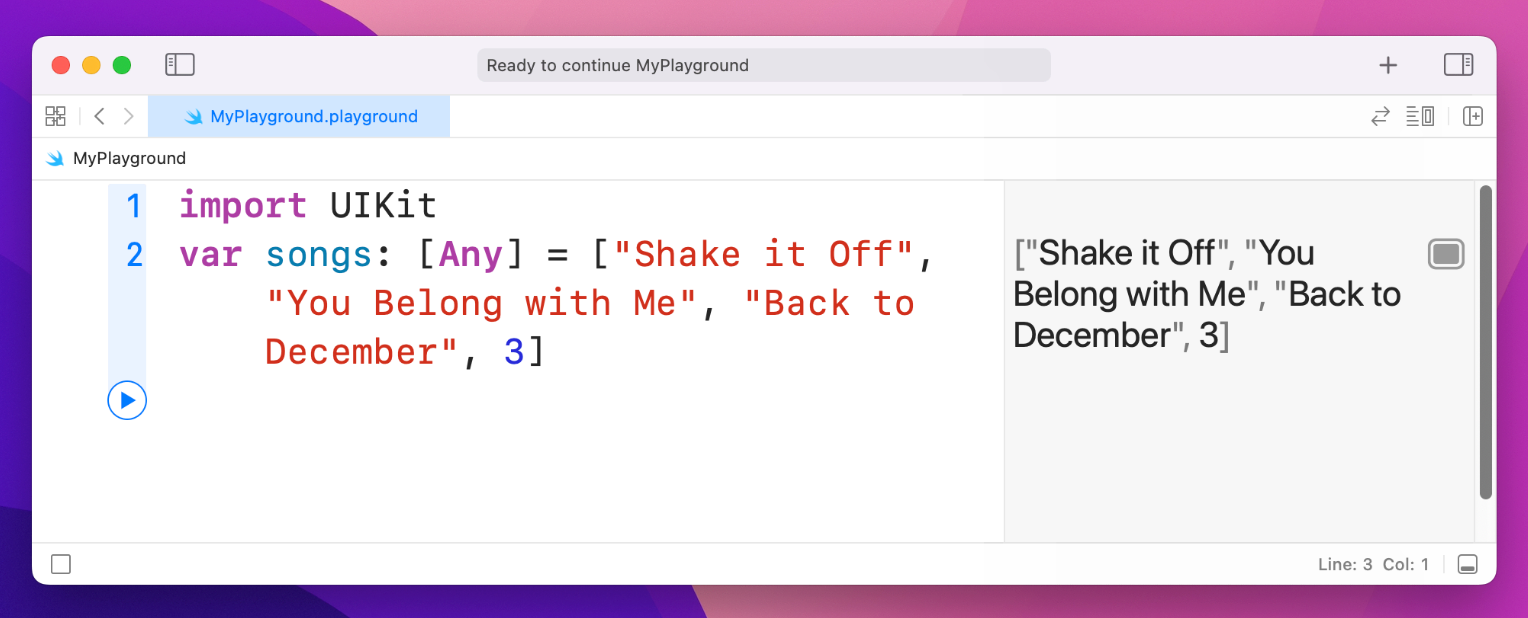 Ready to continue MyPlayground
MyPlayground.playground
MyPlayground
1 import UIKit
2 var songs: [Any] = ["Shake it Off",
"You Belong with Me", "Back to
December", 3]
["Shake it Off", "You
Belong with Me", "Back to
December", 3]
Line: 3 Col: 1